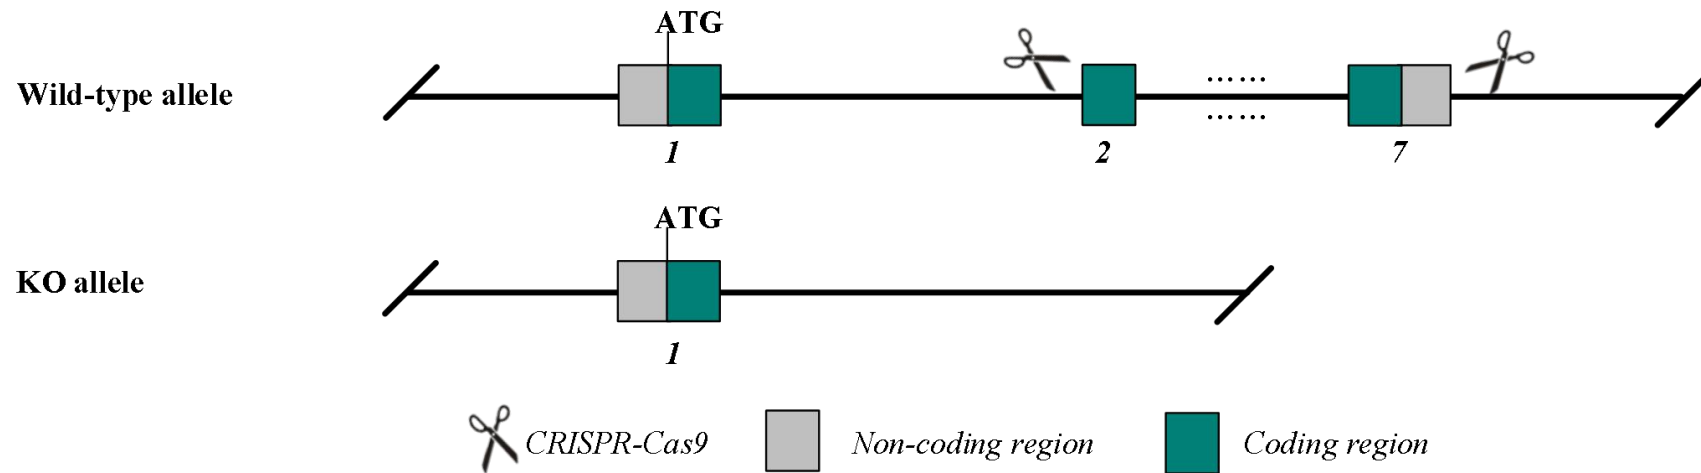 ATG
Wild-type allele
……
……
1 2 7
ATG
KO allele
1
CRISPR-Cas9 Non-coding region Coding region